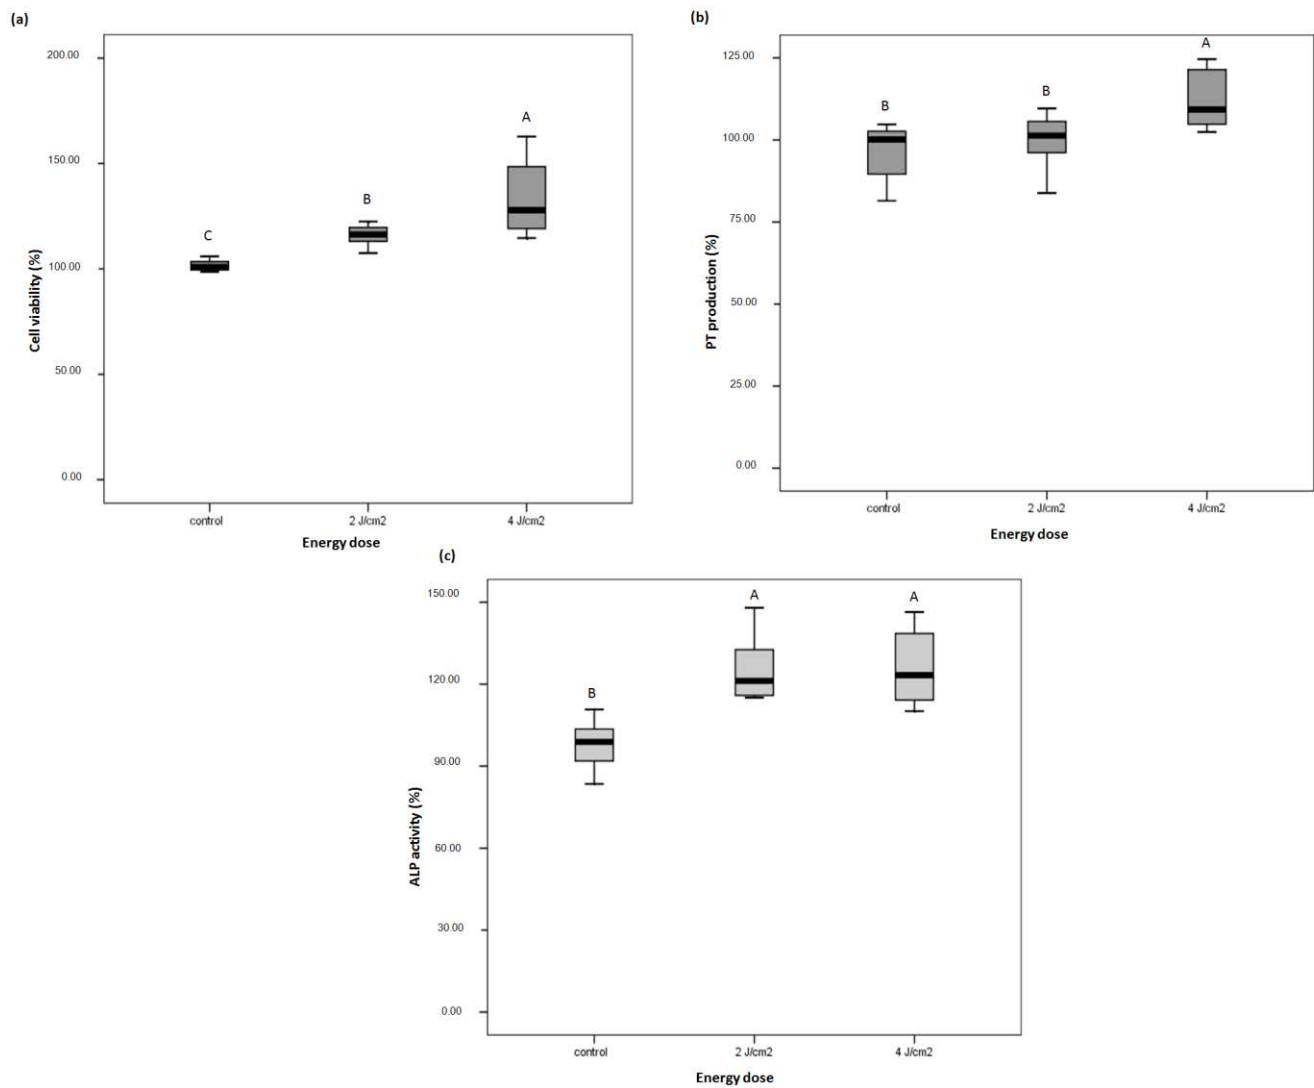 (a)
200.00
150.00
100.00
50.00
0.00
Cell viability (%)
C
B
A
control
2 J/cm2
4 J/cm2
Energy dose
(b)
125.00
100.00
75.00
50.00
25.00
0.00
PT production (%)
B
B
A
control
2 J/cm2
4 J/cm2
Energy dose
(c)
150.00
120.00
90.00
60.00
30.00
0.00
ALP activity (%)
B
A
A
control
2 J/cm2
4 J/cm2
Energy dose